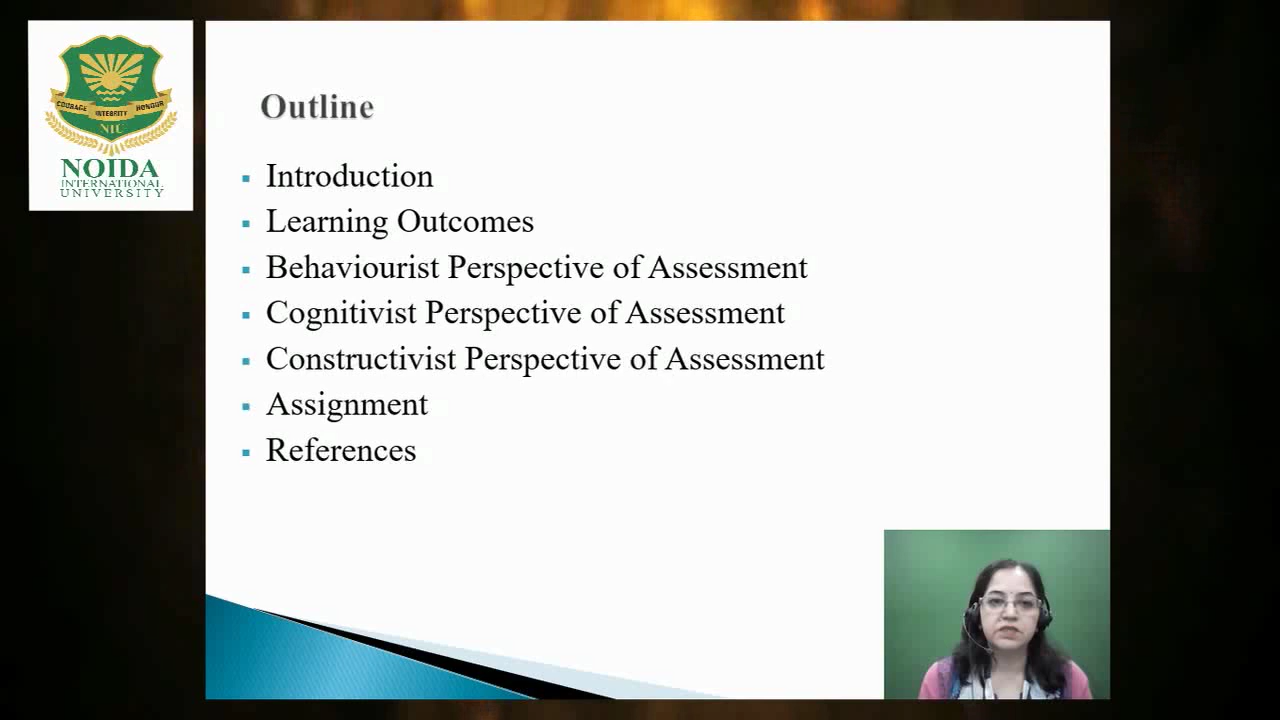 COURAGE INTEGRITY HONOUR
NIU
NOIDA
INTERNATIONAL
UNIVERSITY
Outline
Introduction
Learning Outcomes
Behaviourist Perspective of Assessment
Cognitivist Perspective of Assessment
Constructivist Perspective of Assessment
Assignment
References